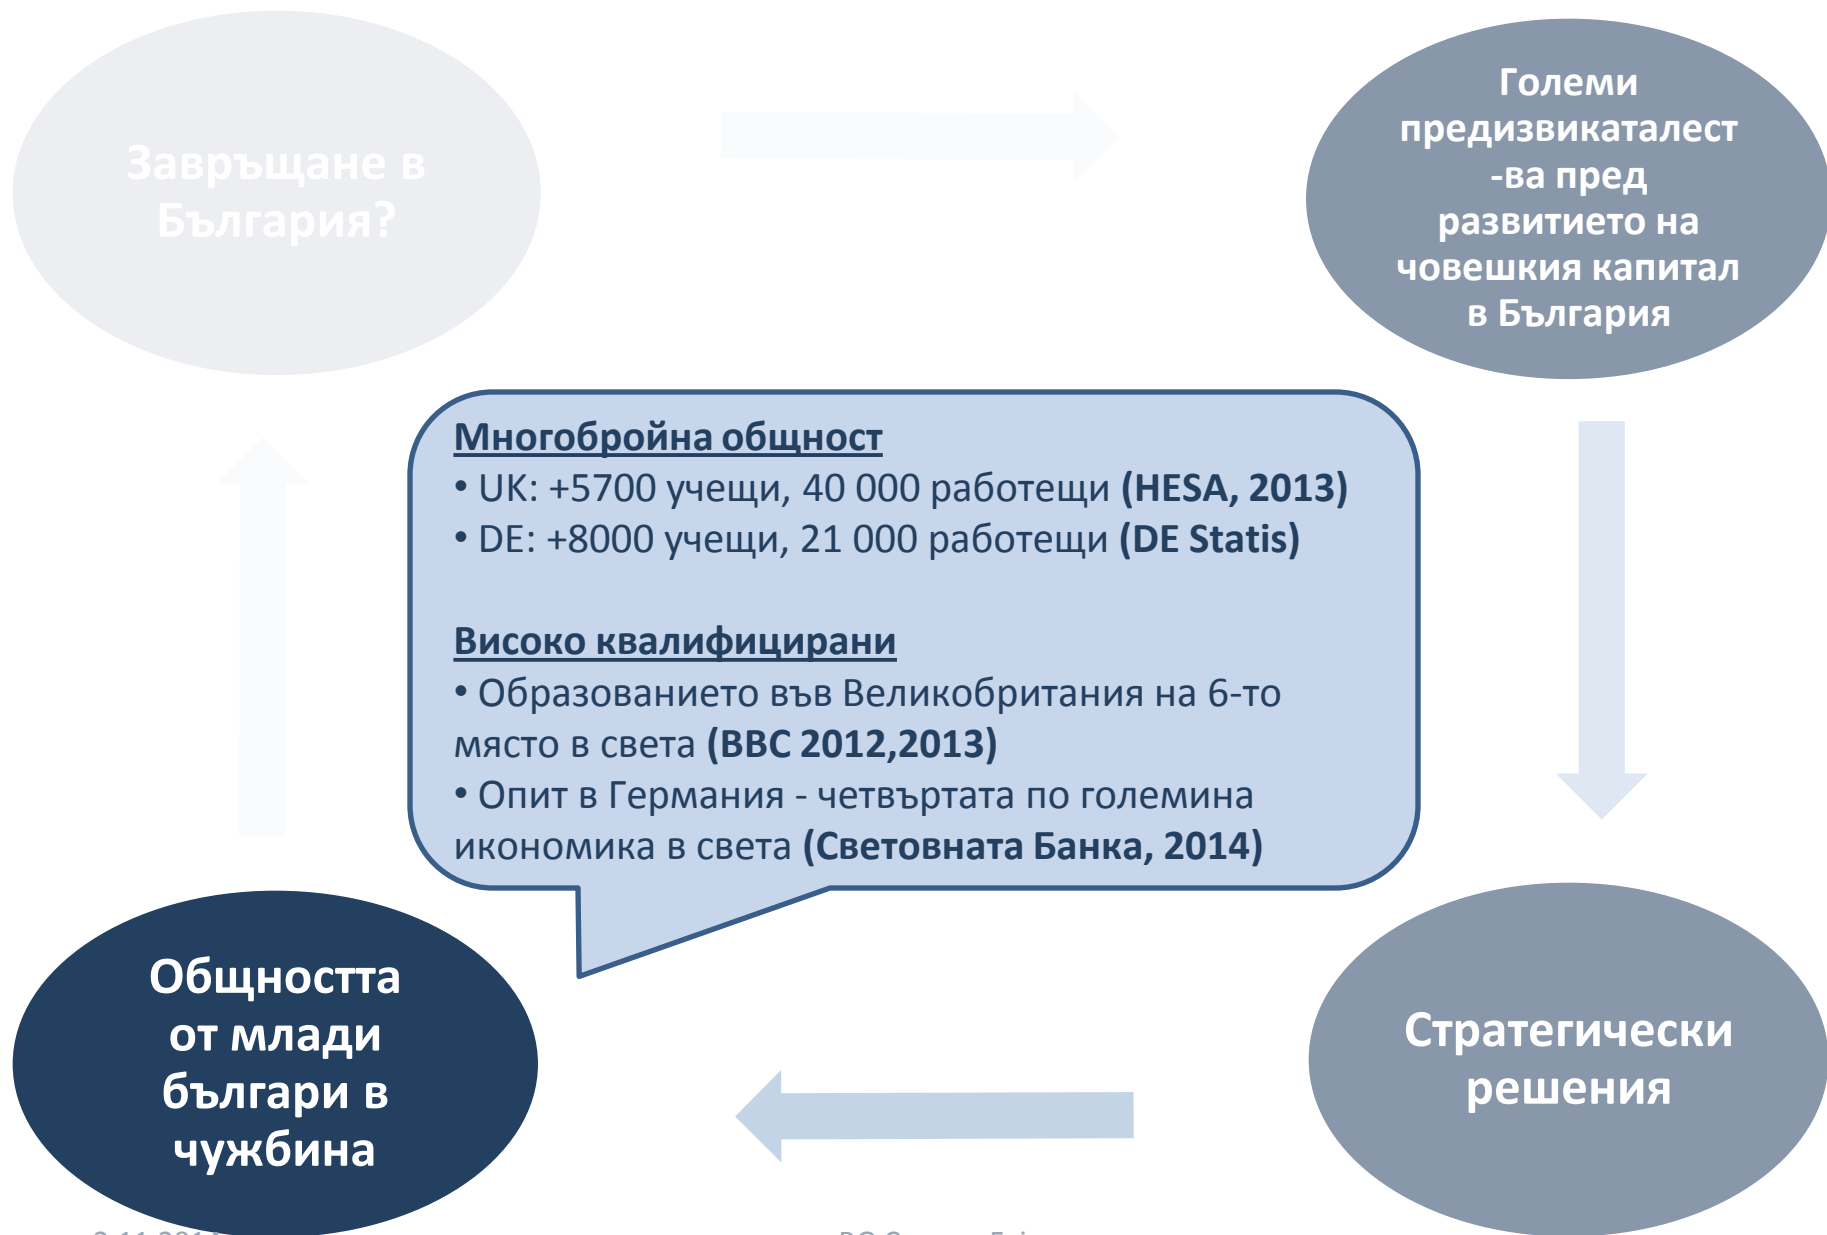 Завръщане в
България?
Големи
предизвикаталест
-ва пред
развитието на
човешкия капитал
в България
Многобройна общност
• UK: +5700 учещи, 40 000 работещи (HESA, 2013)
• DE: +8000 учещи, 21 000 работещи (DE Statis)
Високо квалифицирани
• Образованието във Великобритания на 6-то
място в света (BBC 2012,2013)
• Опит в Германия - четвъртата по големина
икономика в света (Световната Банка, 2014)
Общността
от млади
българи в
чужбина
Стратегически
решения